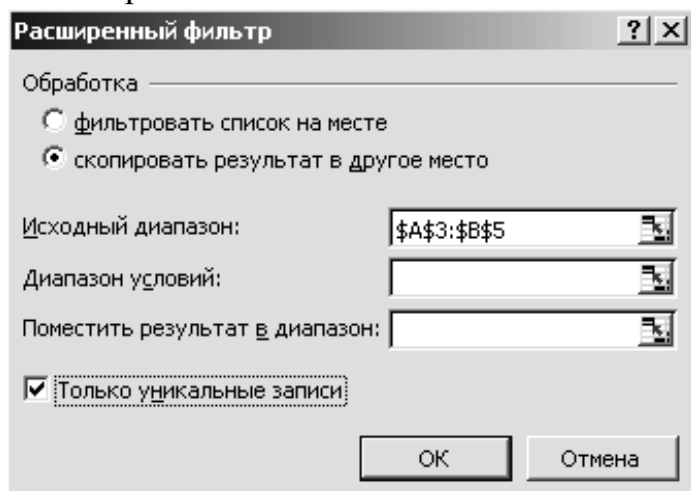 Расширенный фильтр
Обработка
фильтровать список на месте
скопировать результат в другое место
Исходный диапазон: $A$3:$B$5
Диапазон условий:
Поместить результат в диапазон:
Только уникальные записи
ОК Отмена